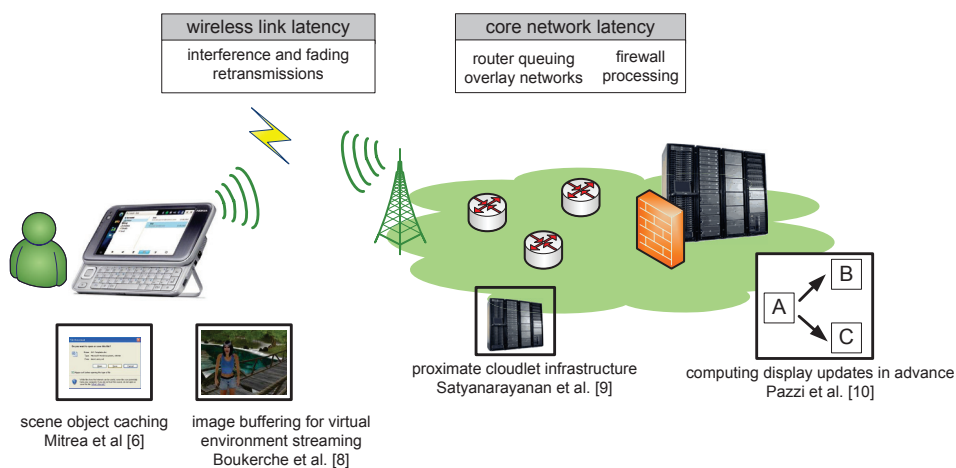 wireless link latency
interference and fading
retransmissions
core network latency
router queuing
overlay networks
firewall
processing
A
B
C
scene object caching
Mitrea et al [6]
image buffering for virtual
environment streaming
Boukerche et al. [8]
proximate cloudlet infrastructure
Satyanarayanan et al. [9]
computing display updates in advance
Pazzi et al. [10]